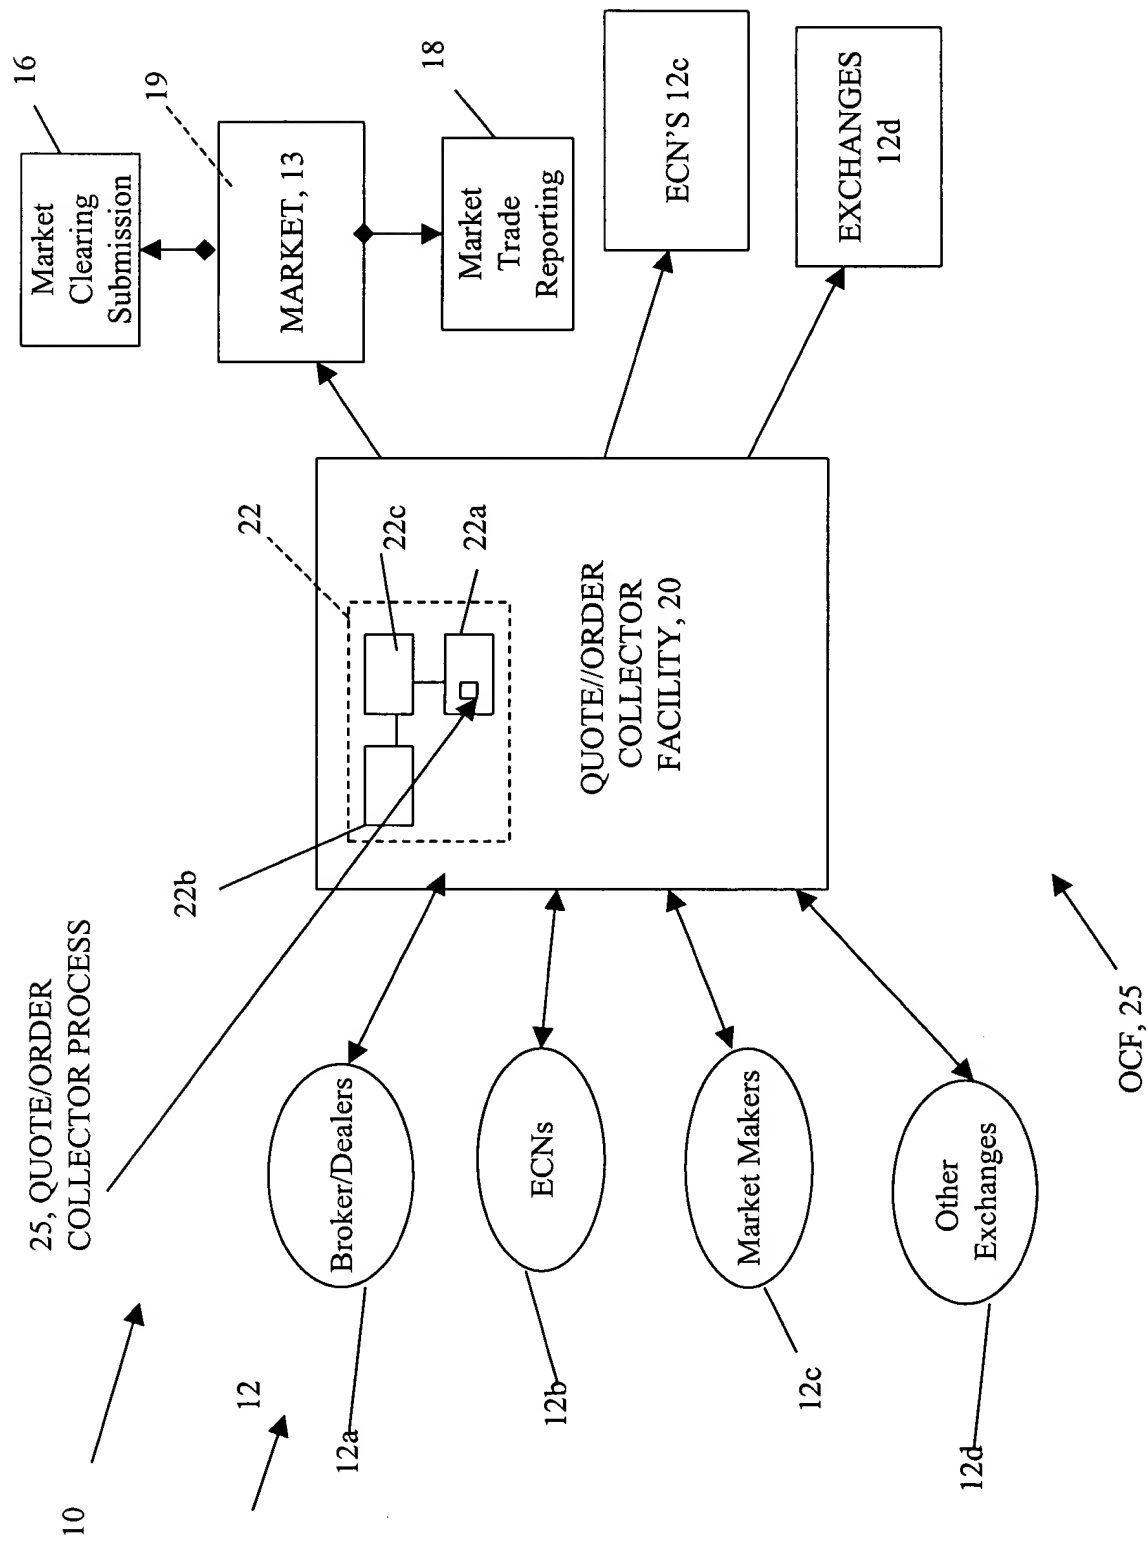 10
25, QUOTE/ORDER
COLLECTOR PROCESS
12
12a
Broker/Dealers
12b
ECNs
12c
Market Makers
12d
Other
Exchanges
22b
22
22c
22a
QUOTE//ORDER
COLLECTOR
FACILITY, 20
OCF, 25
16
Market
Clearing
Submission
19
MARKET, 13
18
Market
Trade
Reporting
ECN'S 12c
EXCHANGES
12d